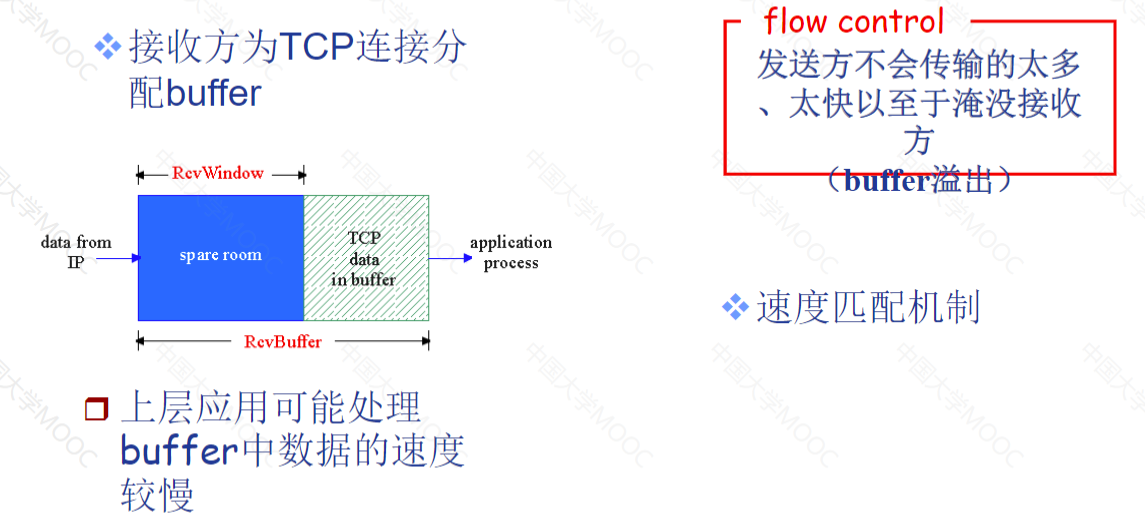 接收方为TCP连接分
配buffer
RcvWindow
data from
IP
spare room
TCP
data
in buffer
application
process
RcvBuffer
上层应用可能处理
buffer中数据的速度
较慢
flow control
发送方不会传输的太多
、太快以至于淹没接收
方
（buffer溢出）
速度匹配机制
中国大学MOOC